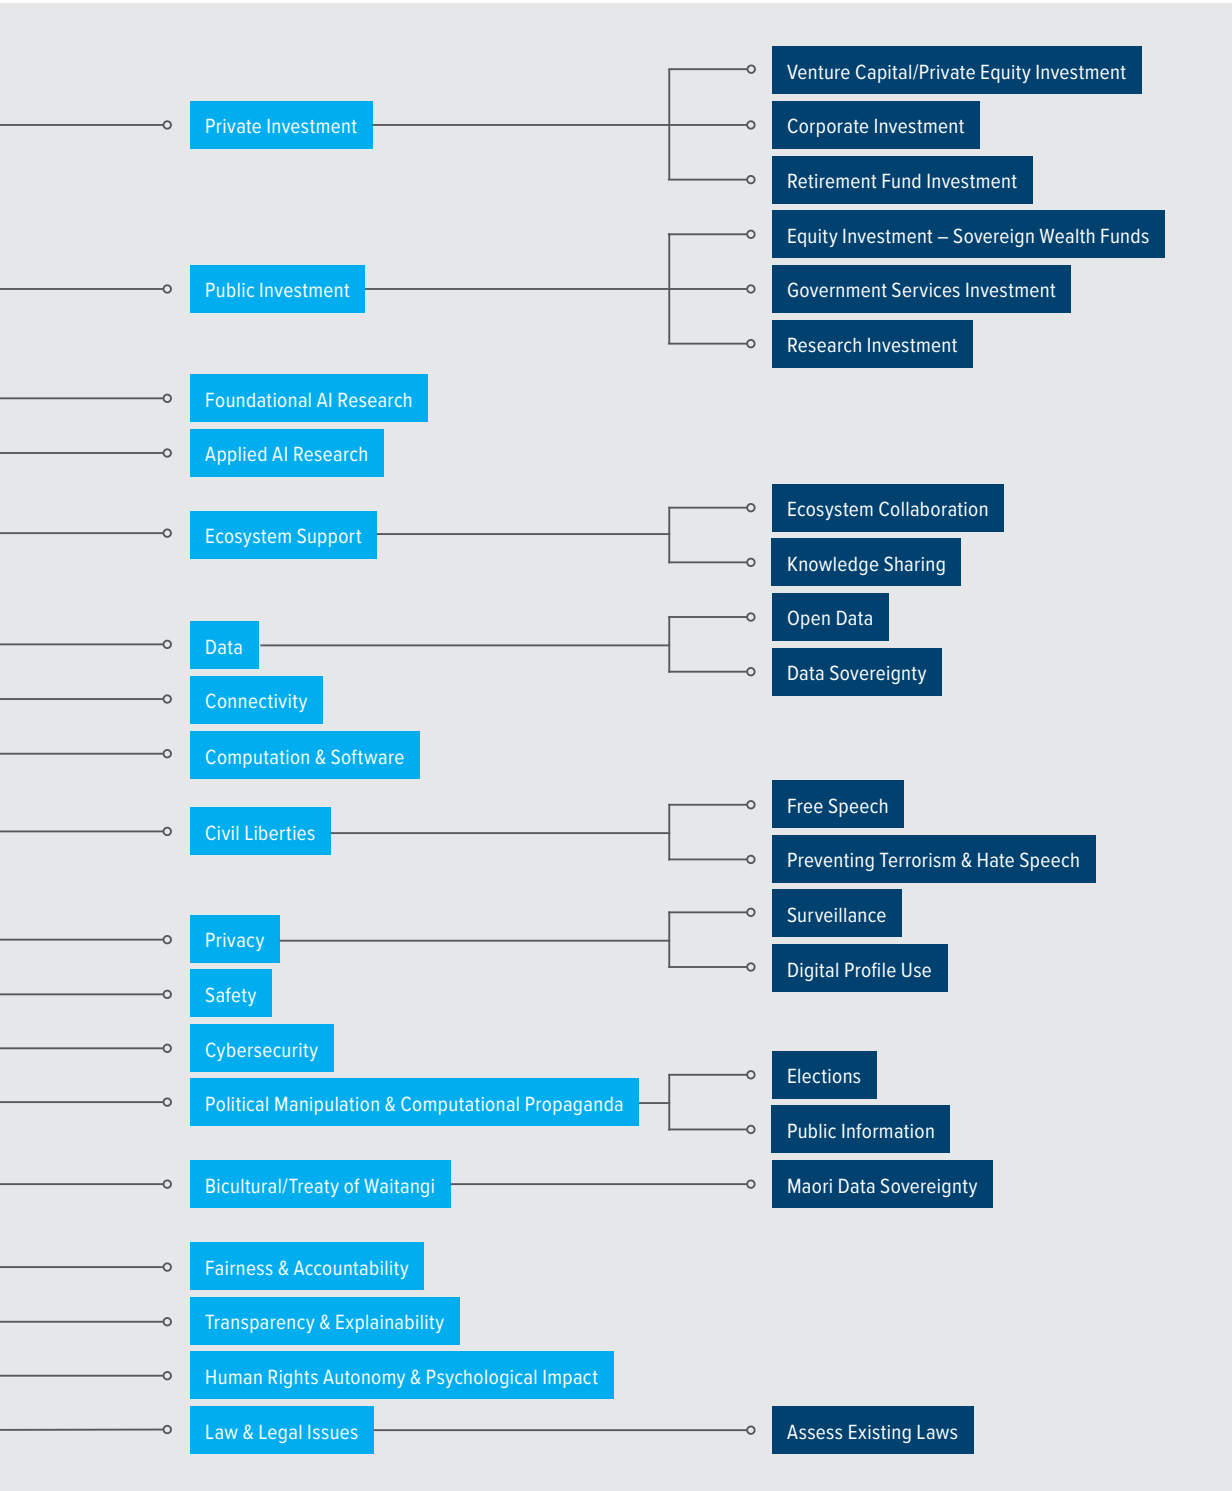 Private Investment
Venture Capital/Private Equity Investment
Corporate Investment
Retirement Fund Investment
Public Investment
Equity Investment – Sovereign Wealth Funds
Government Services Investment
Research Investment
Foundational AI Research
Applied AI Research
Ecosystem Support
Ecosystem Collaboration
Knowledge Sharing
Data
Open Data
Data Sovereignty
Connectivity
Computation & Software
Civil Liberties
Free Speech
Preventing Terrorism & Hate Speech
Privacy
Surveillance
Digital Profile Use
Safety
Cybersecurity
Political Manipulation & Computational Propaganda
Elections
Public Information
Bicultural/Treaty of Waitangi
Maori Data Sovereignty
Fairness & Accountability
Transparency & Explainability
Human Rights Autonomy & Psychological Impact
Law & Legal Issues
Assess Existing Laws